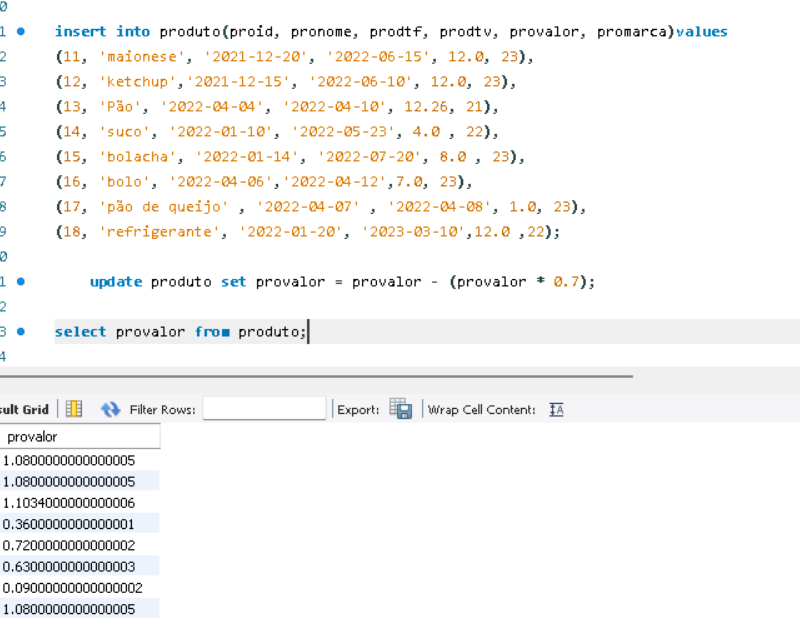 0
1 insert into produto(proid, pronome, prodtf, prodtv, provalor, promarca)values
2 (11, 'maionese', '2021-12-20', '2022-06-15', 12.0, 23),
3 (12, 'ketchup','2021-12-15', '2022-06-10', 12.0, 23),
4 (13, 'Pão', '2022-04-04', '2022-04-10', 12.26, 21),
5 (14, 'suco', '2022-01-10', '2022-05-23', 4.0 , 22),
6 (15, 'bolacha', '2022-01-14', '2022-07-20', 8.0 , 23),
7 (16, 'bolo', '2022-04-06','2022-04-12',7.0, 23),
8 (17, 'pão de queijo' , '2022-04-07' , '2022-04-08', 1.0, 23),
9 (18, 'refrigerante', '2022-01-20', '2023-03-10',12.0 ,22);
0
1 update produto set provalor = provalor - (provalor * 0.7);
2
3 select provalor from produto;
4
sult Grid Filter Rows: Export: Wrap Cell Content: IA
provalor
1.0800000000000005
1.0800000000000005
1.1034000000000006
0.3600000000000001
0.7200000000000002
0.6300000000000003
0.09000000000000002
1.0800000000000005